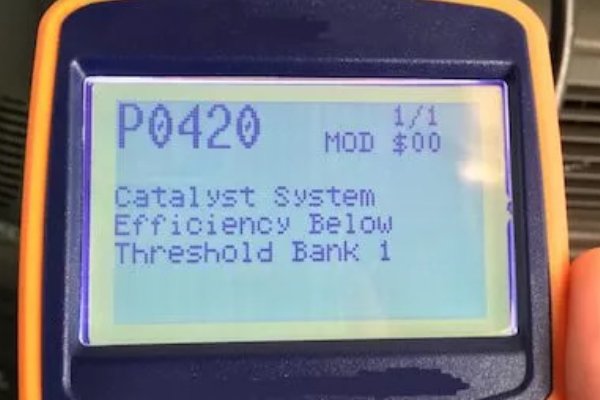 P0420 1/1
MOD $00
Catalyst System
Efficiency Below
Threshold Bank 1